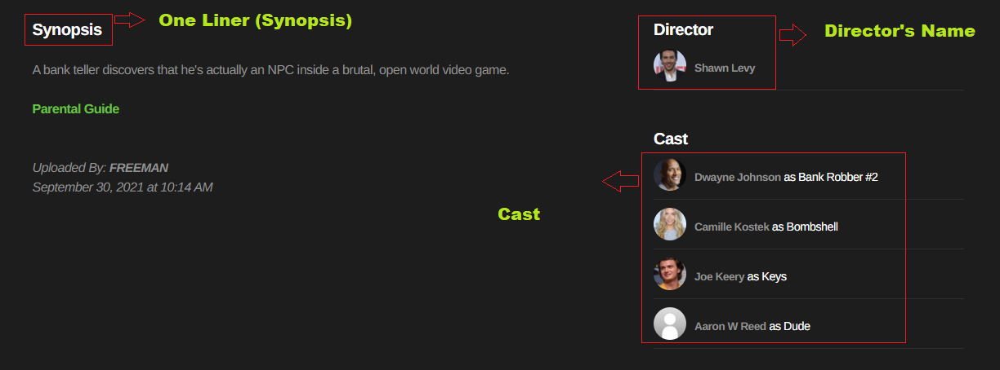 Synopsis
One Liner (Synopsis)
A bank teller discovers that he's actually an NPC inside a brutal, open world video game.
Parental Guide
Uploaded By: FREEMAN
September 30, 2021 at 10:14 AM
Director
Director's Name
Shawn Levy
Cast
Cast
Dwayne Johnson as Bank Robber #2
Camille Kostek as Bombshell
Joe Keery as Keys
Aaron W Reed as Dude